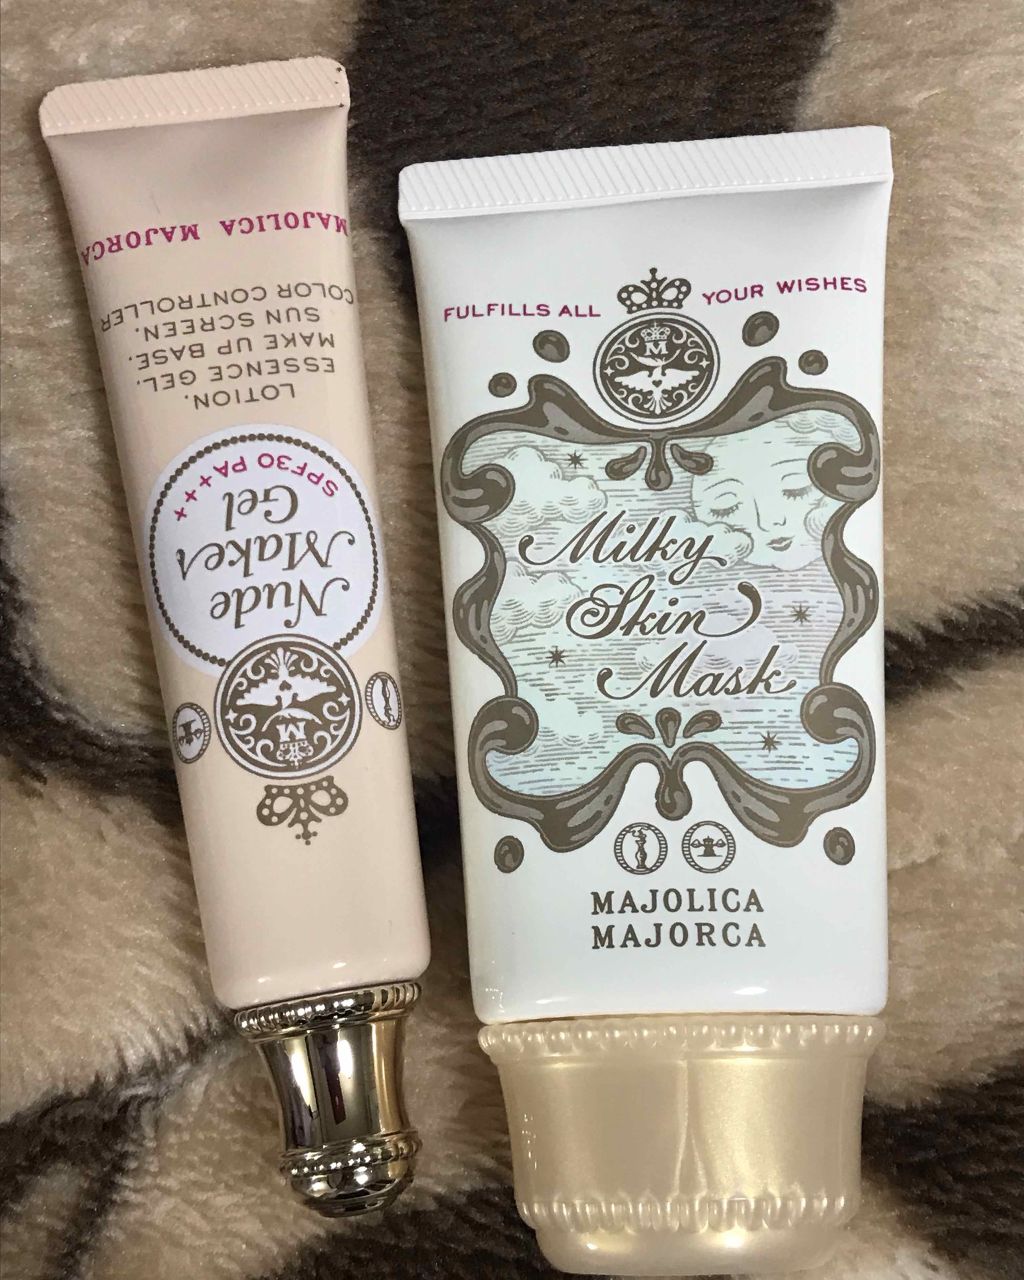 MAJOLICA MAJORCA
LOTION.
ESSENCE GEL.
MAKE UP BASE.
SUN SCREEN.
COLOR CONTROLLER
SPF30 PA+++
Nude
Make
Gel
M
FULFILLS ALL YOUR WISHES
M
Milky
Skin
Mask
MAJOLICA
MAJORCA